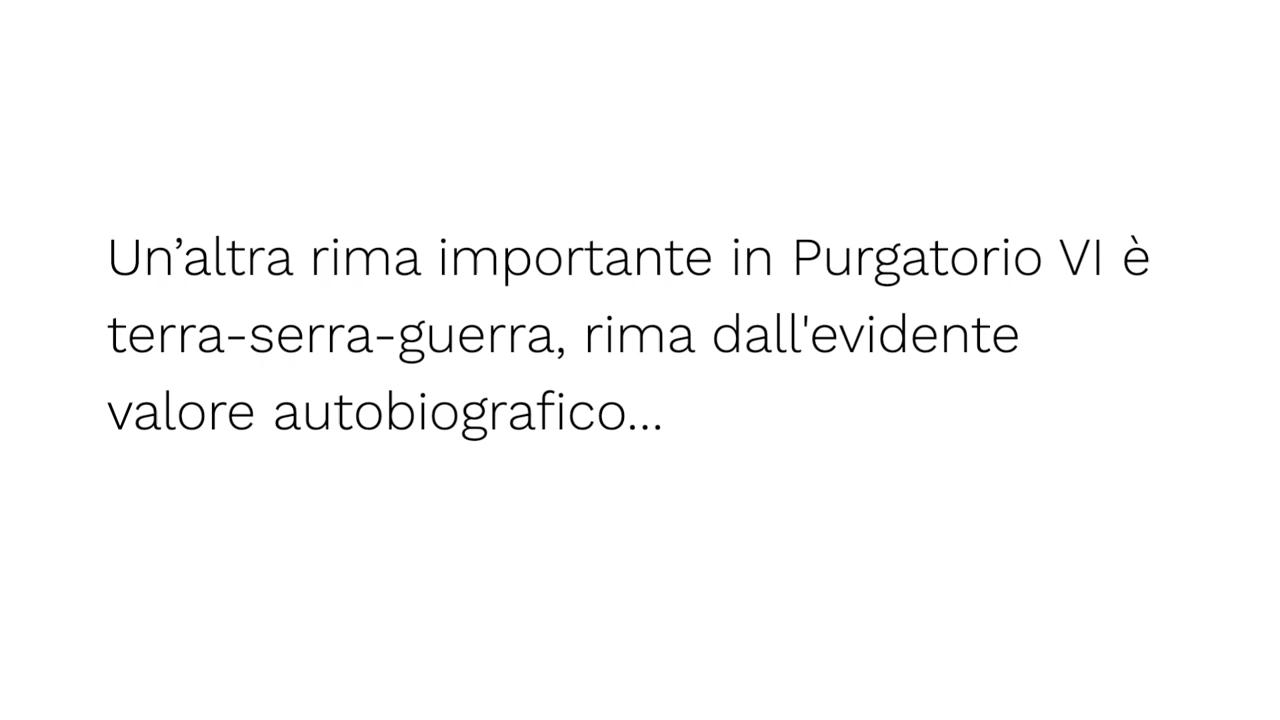 Un’altra rima importante in Purgatorio VI è
terra-serra-guerra, rima dall'evidente
valore autobiografico...